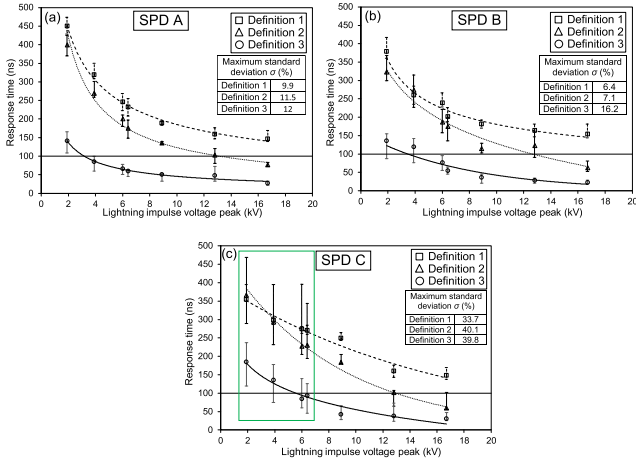 (a)
SPD A
Definition 1
Definition 2
Definition 3
Maximum standard
deviation σ (%)
Definition 1 9.9
Definition 2 11.5
Definition 3 12
Response time (ns)
500
450
400
350
300
250
200
150
100
50
0
0 2 4 6 8 10 12 14 16 18 20
Lightning impulse voltage peak (kV)
(b)
SPD B
Definition 1
Definition 2
Definition 3
Maximum standard
deviation σ (%)
Definition 1 6.4
Definition 2 7.1
Definition 3 16.2
Response time (ns)
500
450
400
350
300
250
200
150
100
50
0
0 2 4 6 8 10 12 14 16 18 20
Lightning impulse voltage peak (kV)
(c)
SPD C
Definition 1
Definition 2
Definition 3
Maximum standard
deviation σ (%)
Definition 1 33.7
Definition 2 40.1
Definition 3 39.8
Response time (ns)
500
450
400
350
300
250
200
150
100
50
0
0 2 4 6 8 10 12 14 16 18 20
Lightning impulse voltage peak (kV)